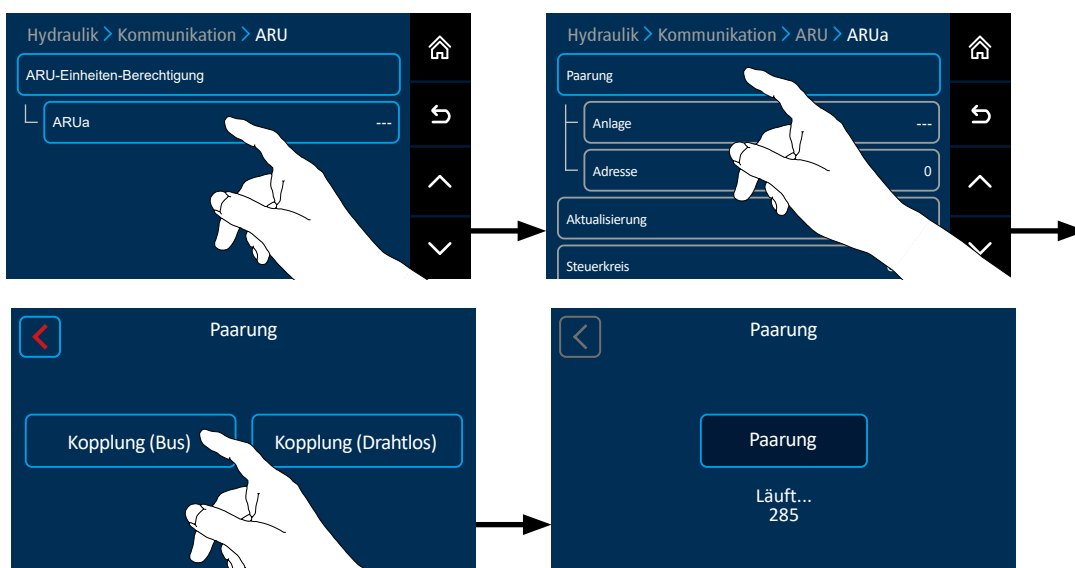 Hydraulik > Kommunikation > ARU
ARU-Einheiten-Berechtigung
ARUa ---
Hydraulik > Kommunikation > ARU > ARUa
Paarung
Anlage ---
Adresse 0
Aktualisierung
Steuerkreis
Paarung
Kopplung (Bus)
Kopplung (Drahtlos)
Paarung
Paarung
Läuft...
285